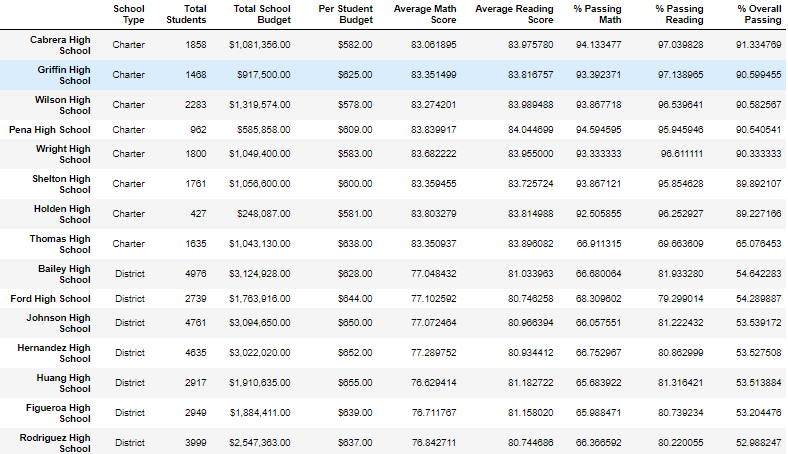 School Type Total Students Total School Budget Per Student Budget Average Math Score Average Reading Score % Passing Math % Passing Reading % Overall Passing
Cabrera High School Charter 1858 $1,081,356.00 $582.00 83.061895 83.975780 94.133477 97.039828 91.334769
Griffin High School Charter 1468 $917,500.00 $625.00 83.351499 83.816757 93.392371 97.138965 90.599455
Wilson High School Charter 2283 $1,319,574.00 $578.00 83.274201 83.989488 93.867718 96.539641 90.582567
Pena High School Charter 962 $585,858.00 $609.00 83.839917 84.044699 94.594595 95.945946 90.540541
Wright High School Charter 1800 $1,049,400.00 $583.00 83.682222 83.955000 93.333333 96.611111 90.333333
Shelton High School Charter 1761 $1,056,600.00 $600.00 83.359455 83.725724 93.867121 95.854628 89.892107
Holden High School Charter 427 $248,087.00 $581.00 83.803279 83.814988 92.505855 96.252927 89.227166
Thomas High School Charter 1635 $1,043,130.00 $638.00 83.350937 83.896082 66.911315 69.663609 65.076453
Bailey High School District 4976 $3,124,928.00 $628.00 77.048432 81.033963 66.680064 81.933280 54.642283
Ford High School District 2739 $1,763,916.00 $644.00 77.102592 80.746258 68.309602 79.299014 54.289887
Johnson High School District 4761 $3,094,650.00 $650.00 77.072464 80.966394 66.057551 81.222432 53.539172
Hernandez High School District 4635 $3,022,020.00 $652.00 77.289752 80.934412 66.752967 80.862999 53.527508
Huang High School District 2917 $1,910,635.00 $655.00 76.629414 81.182722 65.683922 81.316421 53.513884
Figueroa High School District 2949 $1,884,411.00 $639.00 76.711767 81.158020 65.988471 80.739234 53.204476
Rodriguez High School District 3999 $2,547,363.00 $637.00 76.842711 80.744686 66.366592 80.220055 52.988247